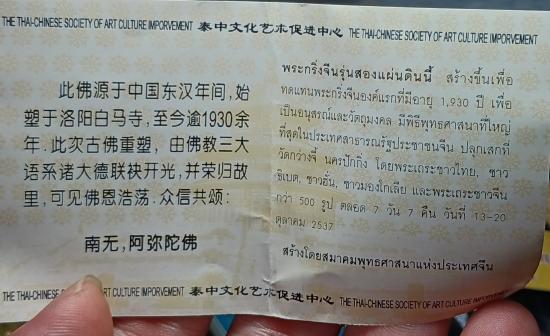 THE THAI-CHINESE SOCIETY OF ART CULTURE IMPORVEMENT 泰中文化艺术促进中心 THE THAI-CHINESE SOCIETY OF ART CULTURE IMPORVEMENT
此佛源于中国东汉年间,始
塑于洛阳白马寺,至今逾1930余
年。此次古佛重塑,由佛教三大
语系诸大德联袂开光,并荣归故
里,可见佛恩浩荡.众信共颂:
南无,阿弥陀佛
พระกริ่งจีนรุ่นสองแผ่นดินนี้ สร้างขึ้นเพื่อ
ทดแทนพระกริ่งจีนองค์แรกที่มีอายุ 1,930 ปี เพื่อ
เป็นอนุสรณ์และวัตถุมงคล มีพิธีพุทธศาสนาที่ใหญ่
ที่สุดในประเทศสาธารณรัฐประชาชนจีน ปลุกเสกที่
วัดกวางจี้ นครปักกิ่ง โดยพระเถระชาวไทย, ชาว
ธิเบต, ชาวฮั่น, ชาวมองโกเลีย และพระเถระชาวจีน
กว่า 500 รูป ตลอด 7 วัน 7 คืน วันที่ 13-20
ตุลาคม 2537
สร้างโดยสมาคมพุทธศาสนาแห่งประเทศจีน
THE THAI-CHINESE SOCIETY OF ART CULTURE IMPORVEMENT 泰中文化艺术促进中心 THE THAI-CHINESE SOCIETY OF ART CULTURE IMPORVEMENT